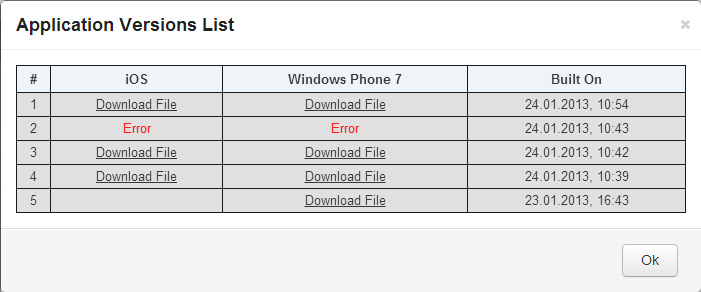 Application Versions List
×
# iOS Windows Phone 7 Built On
1 Download File Download File 24.01.2013, 10:54
2 Error Error 24.01.2013, 10:43
3 Download File Download File 24.01.2013, 10:42
4 Download File Download File 24.01.2013, 10:39
5 Download File 23.01.2013, 16:43
Ok